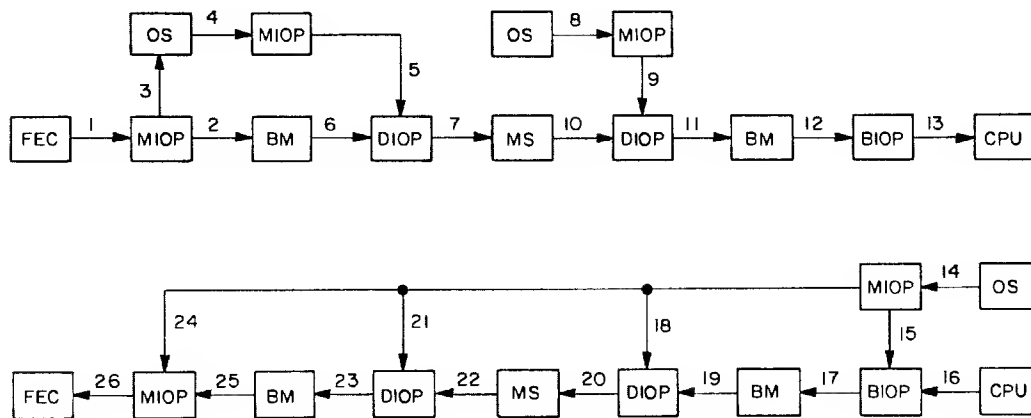 OS 4 MIOP OS 8 MIOP
3 5 9
FEC 1 MIOP 2 BM 6 DIOP 7 MS 10 DIOP 11 BM 12 BIOP 13 CPU
MIOP 14 OS
24 21 18 15
FEC 26 MIOP 25 BM 23 DIOP 22 MS 20 DIOP 19 BM 17 BIOP 16 CPU